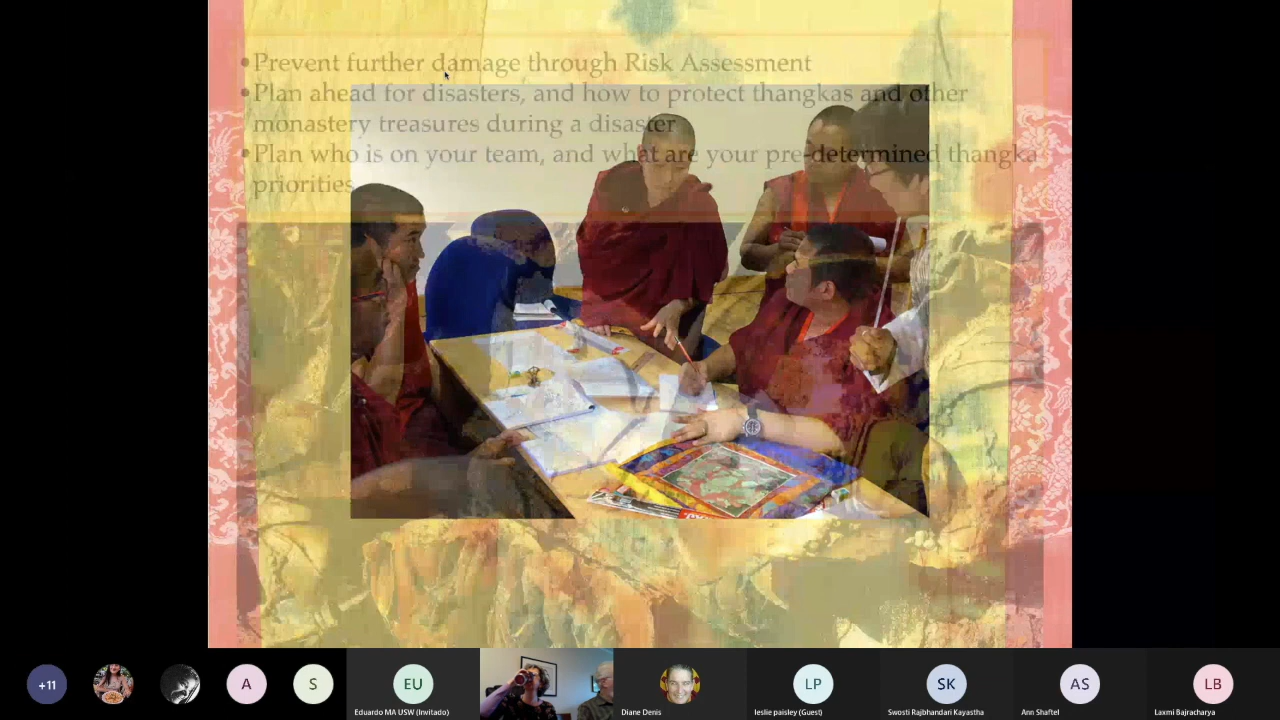 •Prevent further damage through Risk Assessment
•Plan ahead for disasters, and how to protect thangkas and other
monastery treasures during a disaster
•Plan who is on your team, and what are your pre-determined thangka
priorities
+11
A
S
EU
LP
SK
AS
LB
Eduardo MA USW (Invitado)
Diane Denis
leslie paisley (Guest)
Swosti Rajbhandari Kayastha
Ann Shaftel
Laxmi Bajracharya